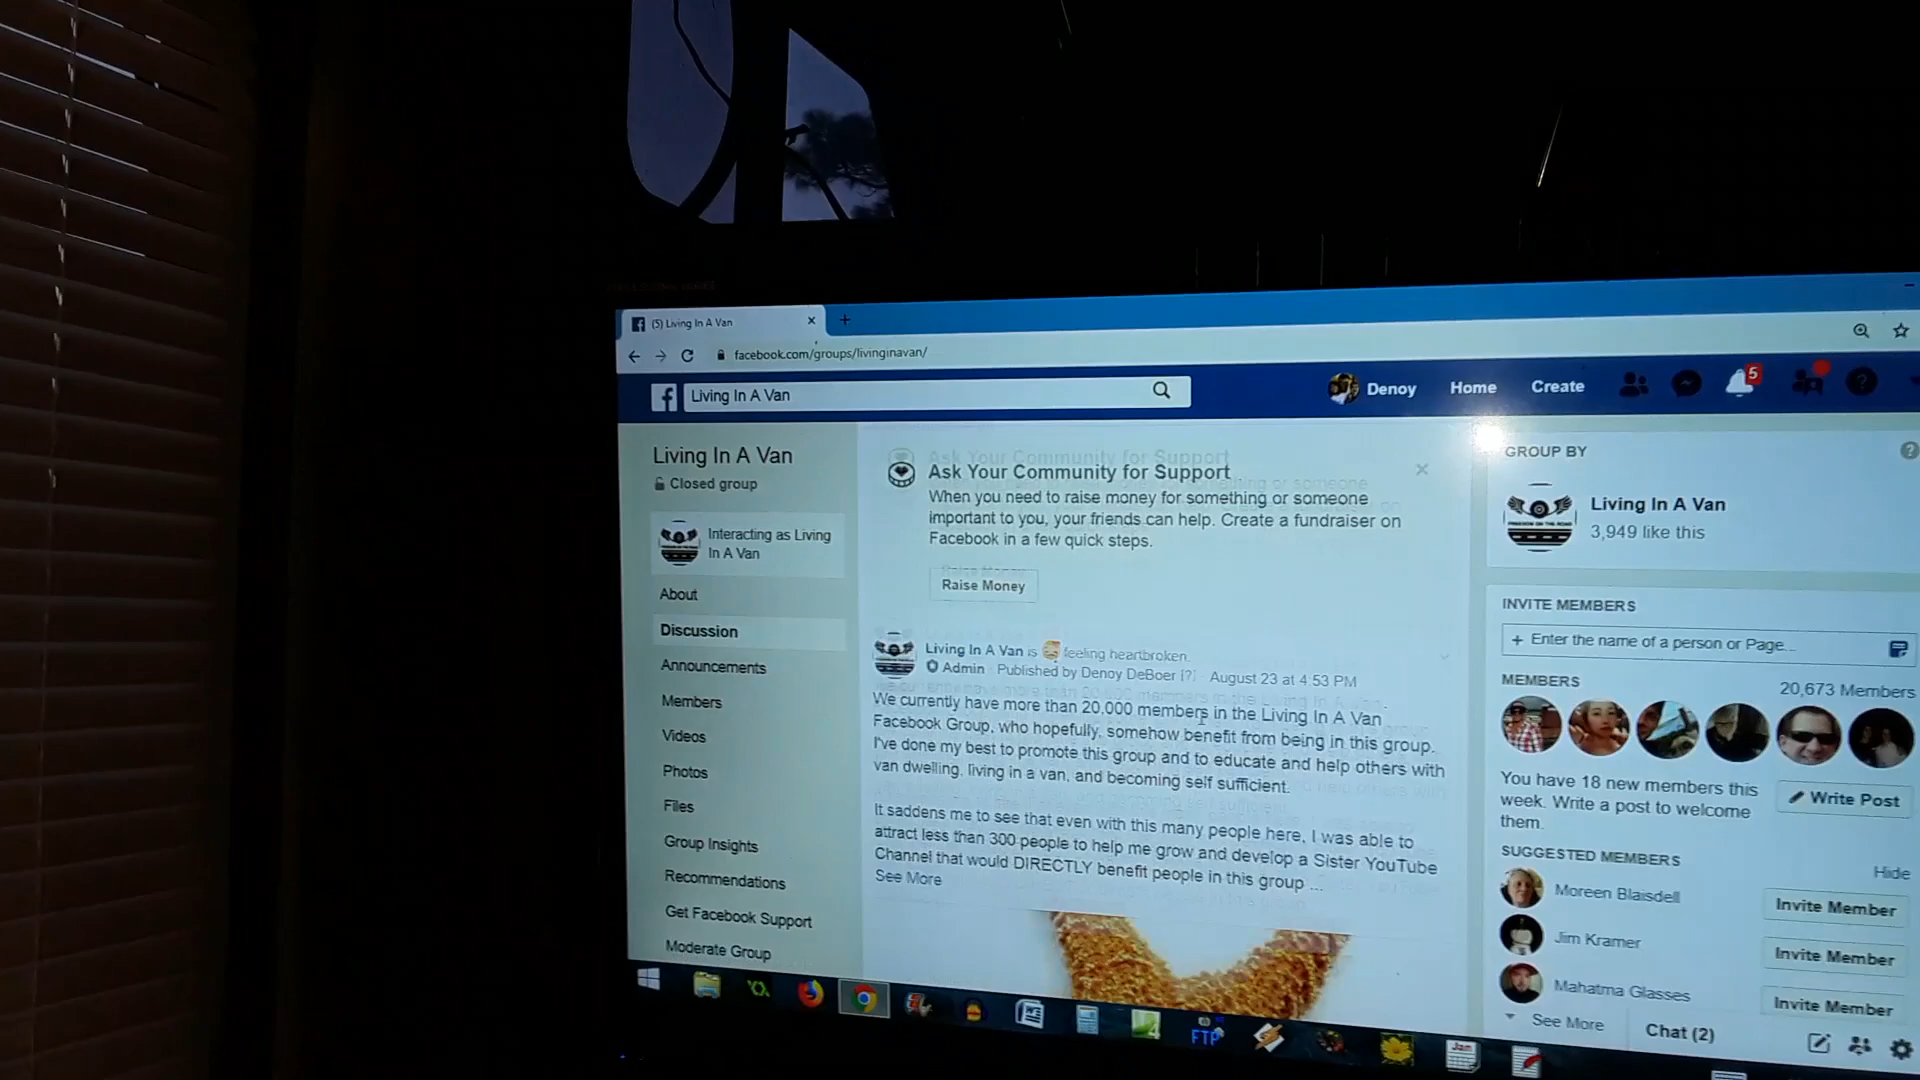 (5) Living In A Van
facebook.com/groups/livinginavan/
Living In A Van
Denoy
Home
Create
5
Living In A Van
Closed group
Interacting as Living
In A Van
About
Discussion
Announcements
Members
Videos
Photos
Files
Group Insights
Recommendations
Get Facebook Support
Moderate Group
Ask Your Community for Support
When you need to raise money for something or someone
important to you, your friends can help. Create a fundraiser on
Facebook in a few quick steps.
Raise Money
Living In A Van is feeling heartbroken.
Admin · Published by Denoy DeBoer [?] · August 23 at 4:53 PM
We currently have more than 20,000 members in the Living In A Van
Facebook Group, who hopefully, somehow benefit from being in this group.
I've done my best to promote this group and to educate and help others with
van dwelling, living in a van, and becoming self sufficient.
It saddens me to see that even with this many people here, I was able to
attract less than 300 people to help me grow and develop a Sister YouTube
Channel that would DIRECTLY benefit people in this group ...
See More
GROUP BY
Living In A Van
3,949 like this
INVITE MEMBERS
+ Enter the name of a person or Page...
MEMBERS
20,673 Members
You have 18 new members this
week. Write a post to welcome
them.
Write Post
SUGGESTED MEMBERS
Hide
Moreen Blaisdell
Invite Member
Jim Kramer
Invite Member
Mahatma Glasses
Invite Member
See More
Chat (2)
FTP
Jan